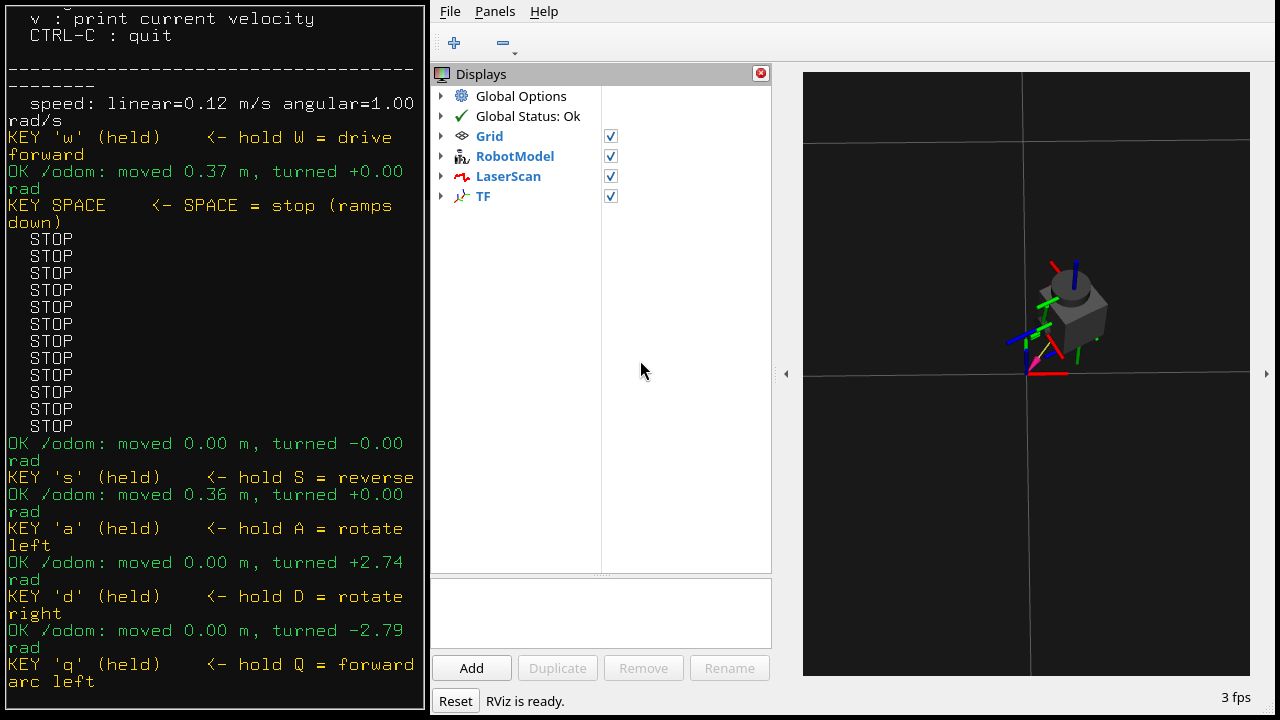 v : print current velocity
CTRL-C : quit
--------------------------------------
--------
speed: linear=0.12 m/s angular=1.00
rad/s
KEY 'w' (held)    <- hold W = drive
forward
OK /odom: moved 0.37 m, turned +0.00
rad
KEY SPACE    <- SPACE = stop (ramps
down)
STOP
STOP
STOP
STOP
STOP
STOP
STOP
STOP
STOP
STOP
STOP
STOP
OK /odom: moved 0.00 m, turned -0.00
rad
KEY 's' (held)    <- hold S = reverse
OK /odom: moved 0.36 m, turned +0.00
rad
KEY 'a' (held)    <- hold A = rotate
left
OK /odom: moved 0.00 m, turned +2.74
rad
KEY 'd' (held)    <- hold D = rotate
right
OK /odom: moved 0.00 m, turned -2.79
rad
KEY 'q' (held)    <- hold Q = forward
arc left
File Panels Help
Displays
Global Options
Global Status: Ok
Grid
RobotModel
LaserScan
TF
Add Duplicate Remove Rename
Reset RViz is ready.
3 fps